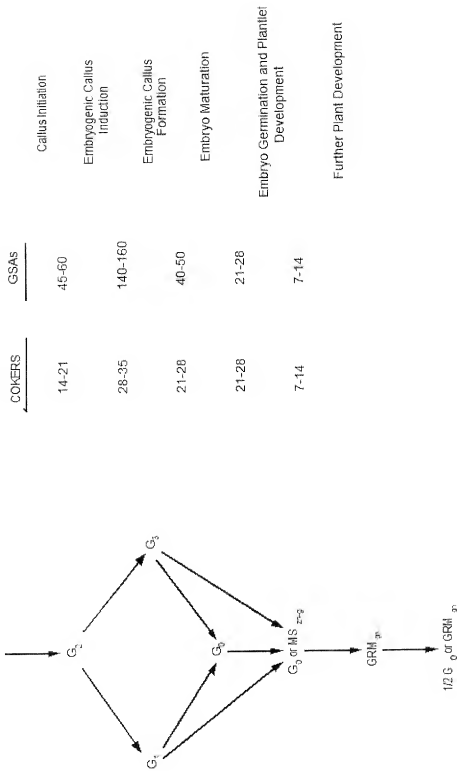 COKERS
GSAs
14-21
45-60
Callus Initiation
28-35
140-160
Embryogenic Callus
Induction
21-28
40-50
Embryogenic Callus
Formation
21-28
21-28
Embryo Maturation
7-14
7-14
Embryo Germination and Plantlet
Development
Further Plant Development
G2
G1
G3
G0
G0 or MS
GRM
1/2 G 0 or GRM